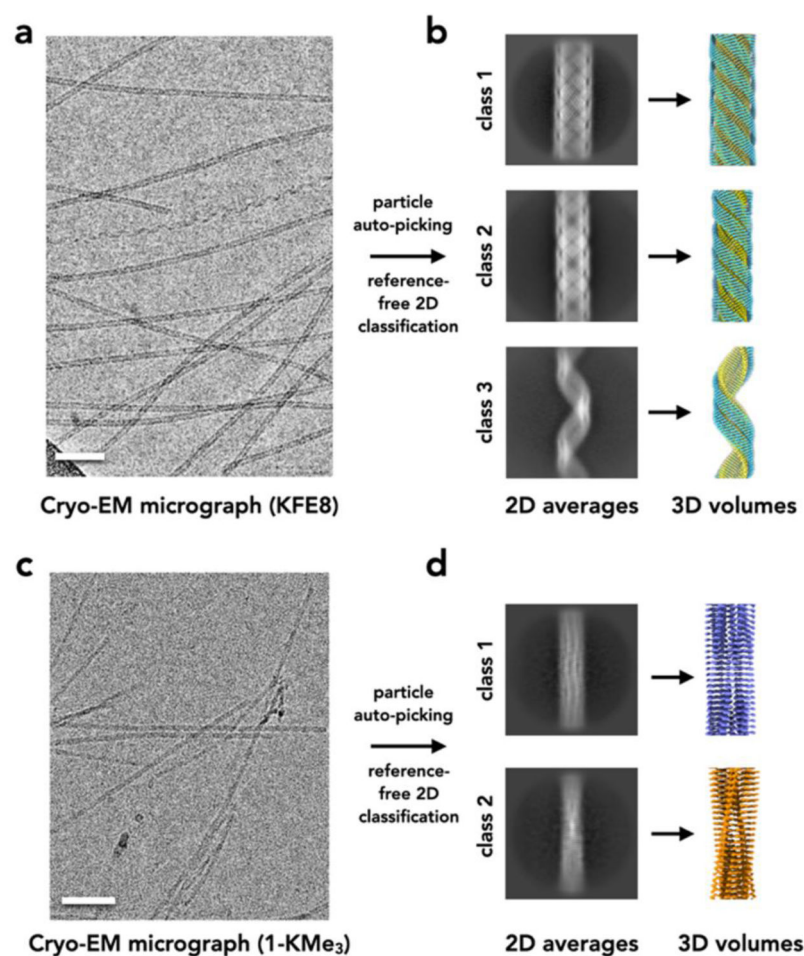 a
b
class 1
particle
auto-picking
reference-
free 2D
classification
class 2
class 3
Cryo-EM micrograph (KFE8)
2D averages
3D volumes
c
d
class 1
particle
auto-picking
reference-
free 2D
classification
class 2
Cryo-EM micrograph (1-KMe₃)
2D averages
3D volumes